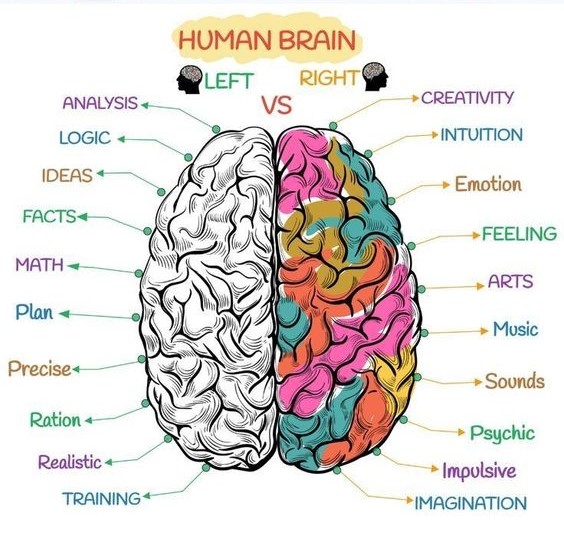 HUMAN BRAIN
LEFT
RIGHT
VS
ANALYSIS
LOGIC
IDEAS
FACTS
MATH
Plan
Precise
Ration
Realistic
TRAINING
CREATIVITY
INTUITION
Emotion
FEELING
ARTS
Music
Sounds
Psychic
Impulsive
IMAGINATION